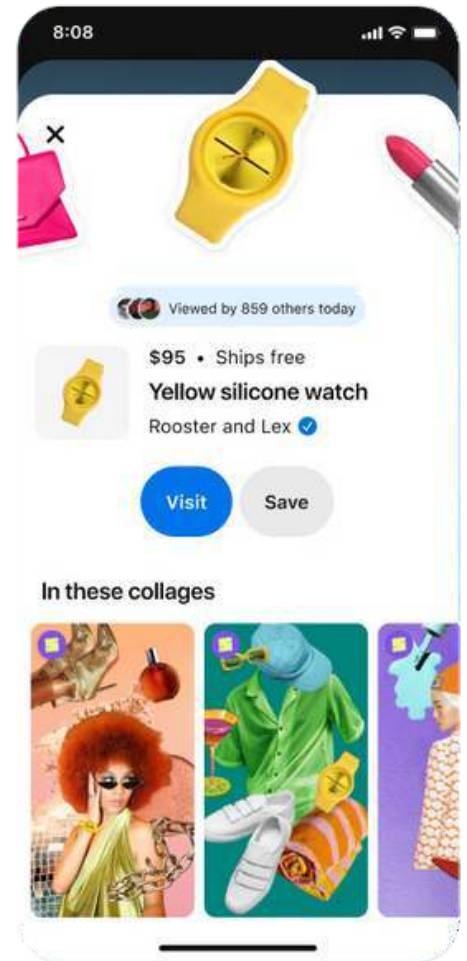 8:08
Viewed by 859 others today
$95 • Ships free
Yellow silicone watch
Rooster and Lex
Visit
Save
In these collages